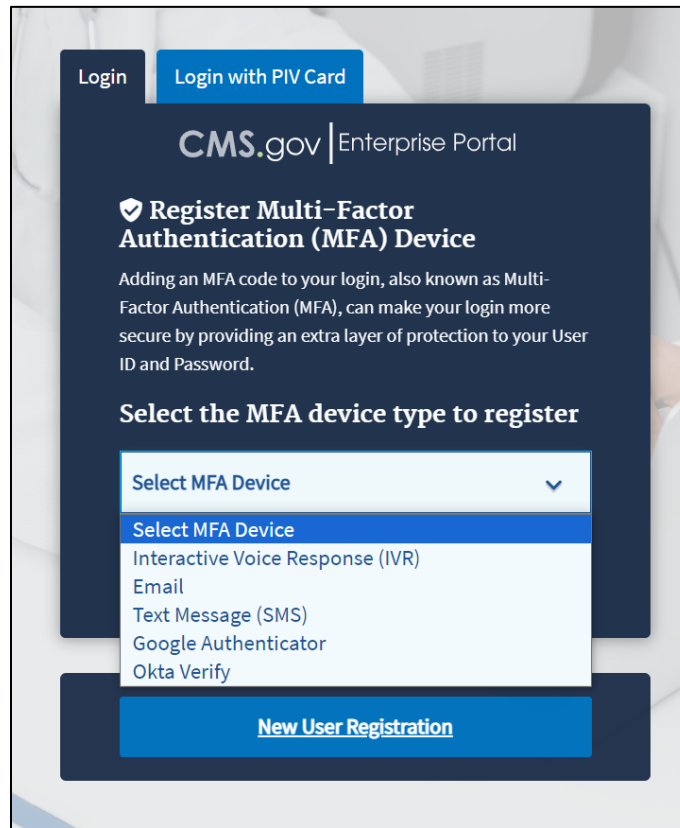 Login
Login with PIV Card
CMS.gov Enterprise Portal
Register Multi-Factor
Authentication (MFA) Device
Adding an MFA code to your login, also known as Multi-
Factor Authentication (MFA), can make your login more
secure by providing an extra layer of protection to your User
ID and Password.
Select the MFA device type to register
Select MFA Device
Select MFA Device
Interactive Voice Response (IVR)
Email
Text Message (SMS)
Google Authenticator
Okta Verify
New User Registration